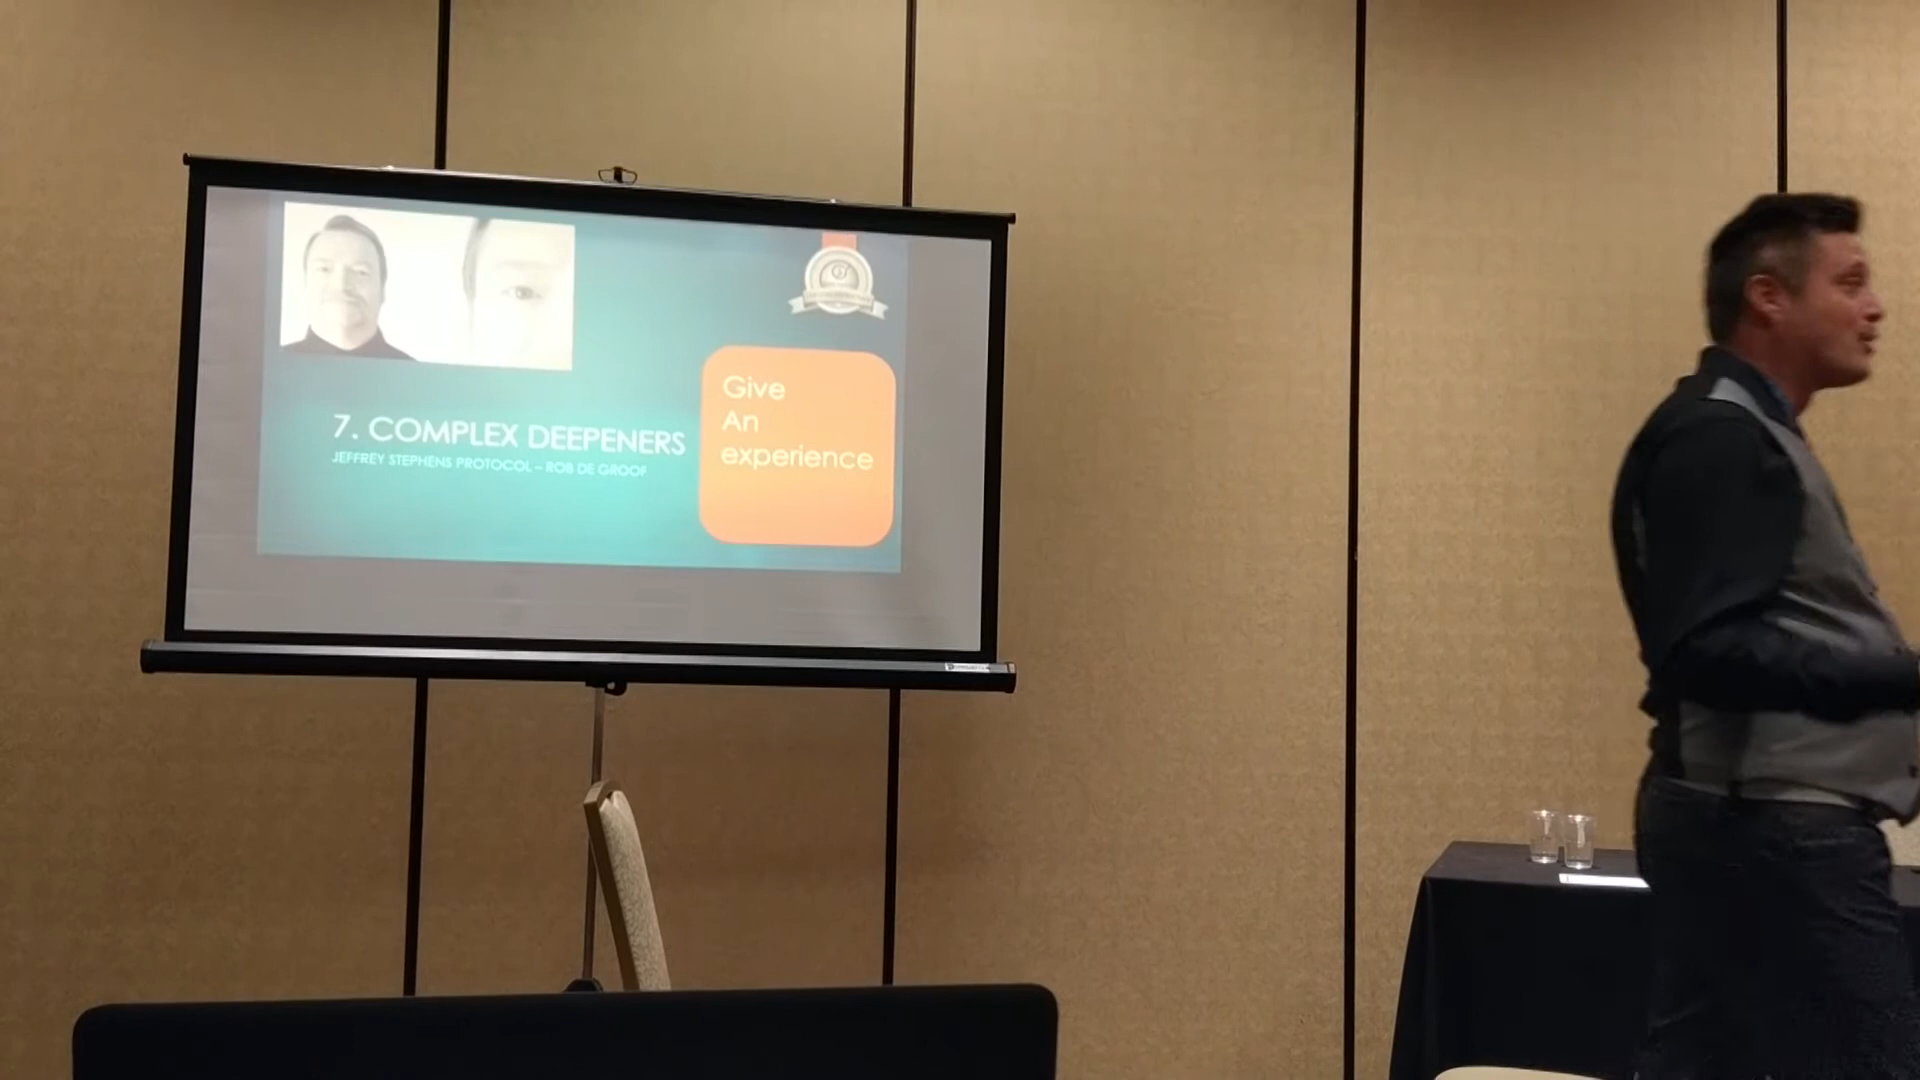 7. COMPLEX DEEPENERS
JEFFREY STEPHENS PROTOCOL – ROB DE GROOF
Give
An
experience